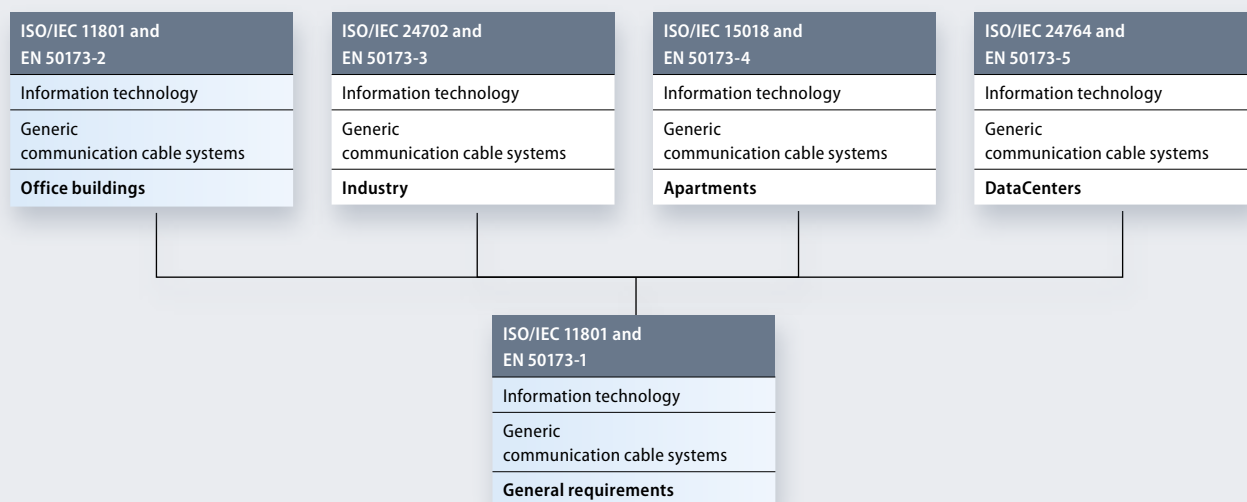 ISO/IEC 11801 and
EN 50173-2
Information technology
Generic
communication cable systems
Office buildings
ISO/IEC 24702 and
EN 50173-3
Information technology
Generic
communication cable systems
Industry
ISO/IEC 15018 and
EN 50173-4
Information technology
Generic
communication cable systems
Apartments
ISO/IEC 24764 and
EN 50173-5
Information technology
Generic
communication cable systems
DataCenters
ISO/IEC 11801 and
EN 50173-1
Information technology
Generic
communication cable systems
General requirements